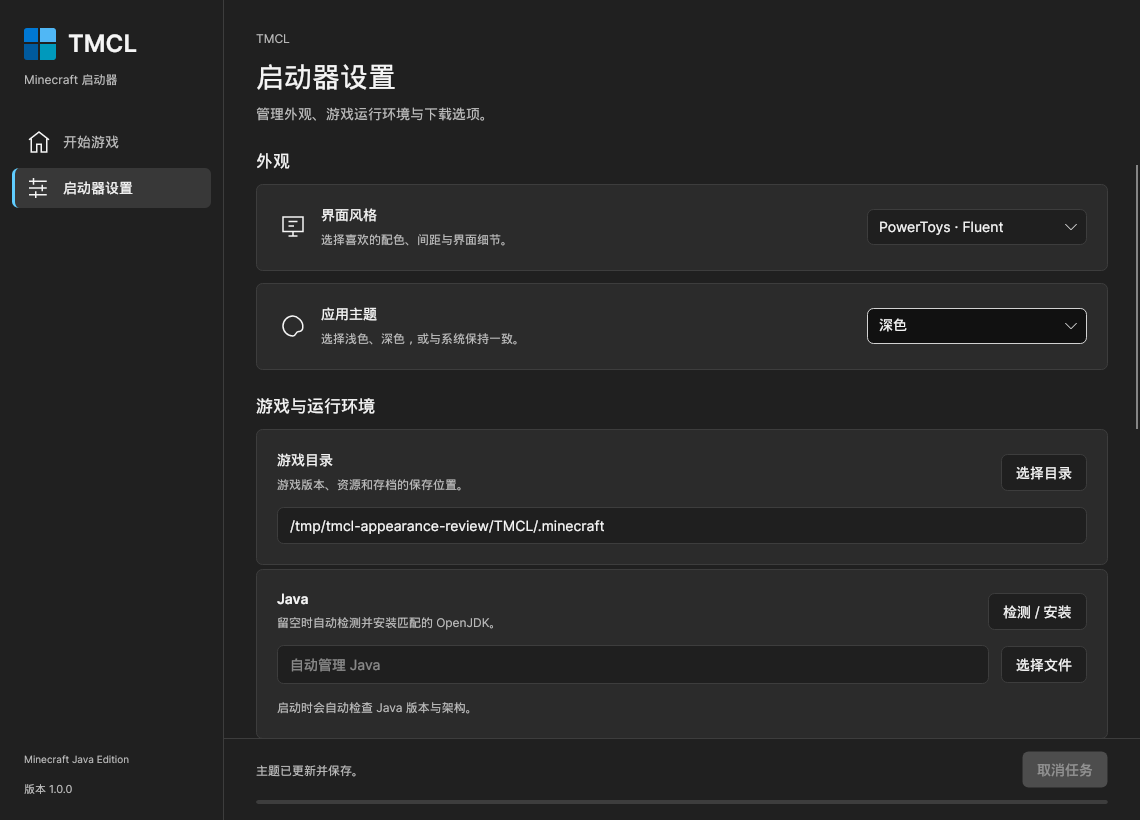 TMCL
Minecraft 启动器
开始游戏
启动器设置
Minecraft Java Edition
版本 1.0.0
TMCL
启动器设置
管理外观、游戏运行环境与下载选项。
外观
界面风格
选择喜欢的配色、间距与界面细节。
PowerToys · Fluent
应用主题
选择浅色、深色，或与系统保持一致。
深色
游戏与运行环境
游戏目录
游戏版本、资源和存档的保存位置。
选择目录
/tmp/tmcl-appearance-review/TMCL/.minecraft
Java
留空时自动检测并安装匹配的 OpenJDK。
检测 / 安装
自动管理 Java
选择文件
启动时会自动检查 Java 版本与架构。
主题已更新并保存。
取消任务